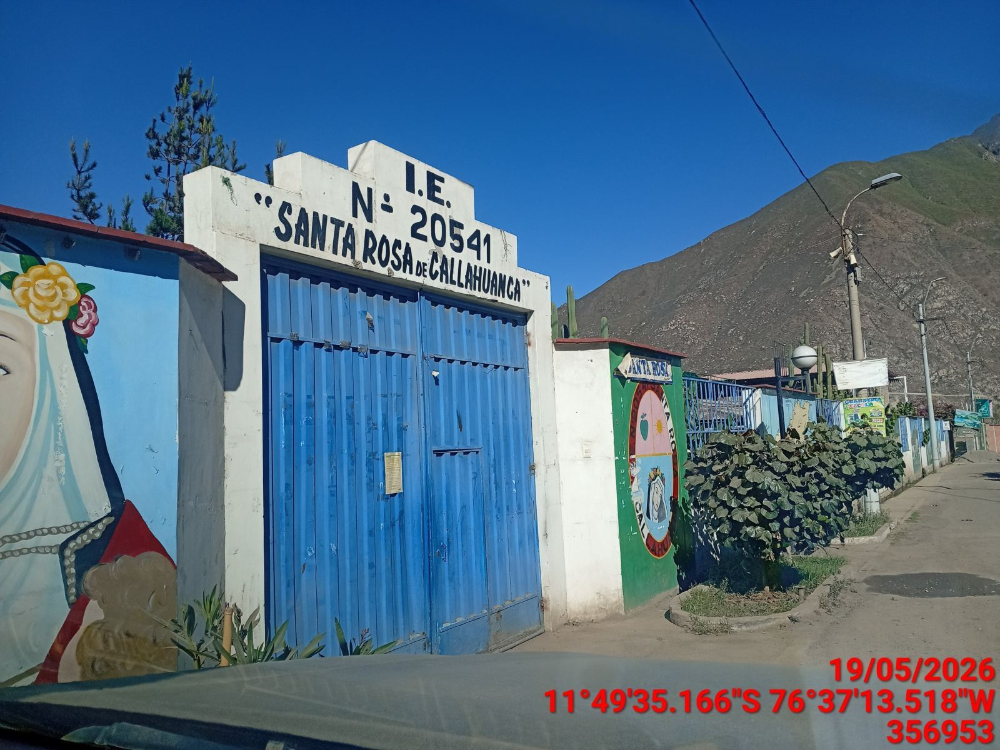 I.E.
Nº 20541
“SANTA ROSA DE CALLAHUANCA”
SANTA ROSA
19/05/2026
11°49'35.166"S 76°37'13.518"W
356953